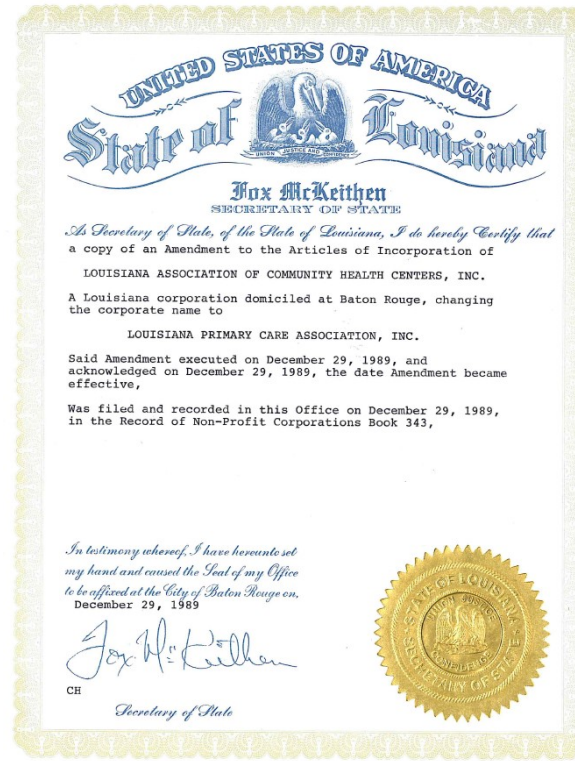 UNITED STATES OF AMERICA
State of Louisiana
UNION JUSTICE AND CONFIDENCE
Fox McKeithen
SECRETARY OF STATE
As Secretary of State, of the State of Louisiana, I do hereby Certify that
a copy of an Amendment to the Articles of Incorporation of
LOUISIANA ASSOCIATION OF COMMUNITY HEALTH CENTERS, INC.
A Louisiana corporation domiciled at Baton Rouge, changing
the corporate name to
LOUISIANA PRIMARY CARE ASSOCIATION, INC.
Said Amendment executed on December 29, 1989, and
acknowledged on December 29, 1989, the date Amendment became
effective,
Was filed and recorded in this Office on December 29, 1989,
in the Record of Non-Profit Corporations Book 343,
In testimony whereof, I have hereunto set
my hand and caused the Seal of my Office
to be affixed at the City of Baton Rouge on,
December 29, 1989
Fox McKeithen
CH
Secretary of State
STATE OF LOUISIANA
UNION JUSTICE
CONFIDENCE
SECRETARY OF STATE